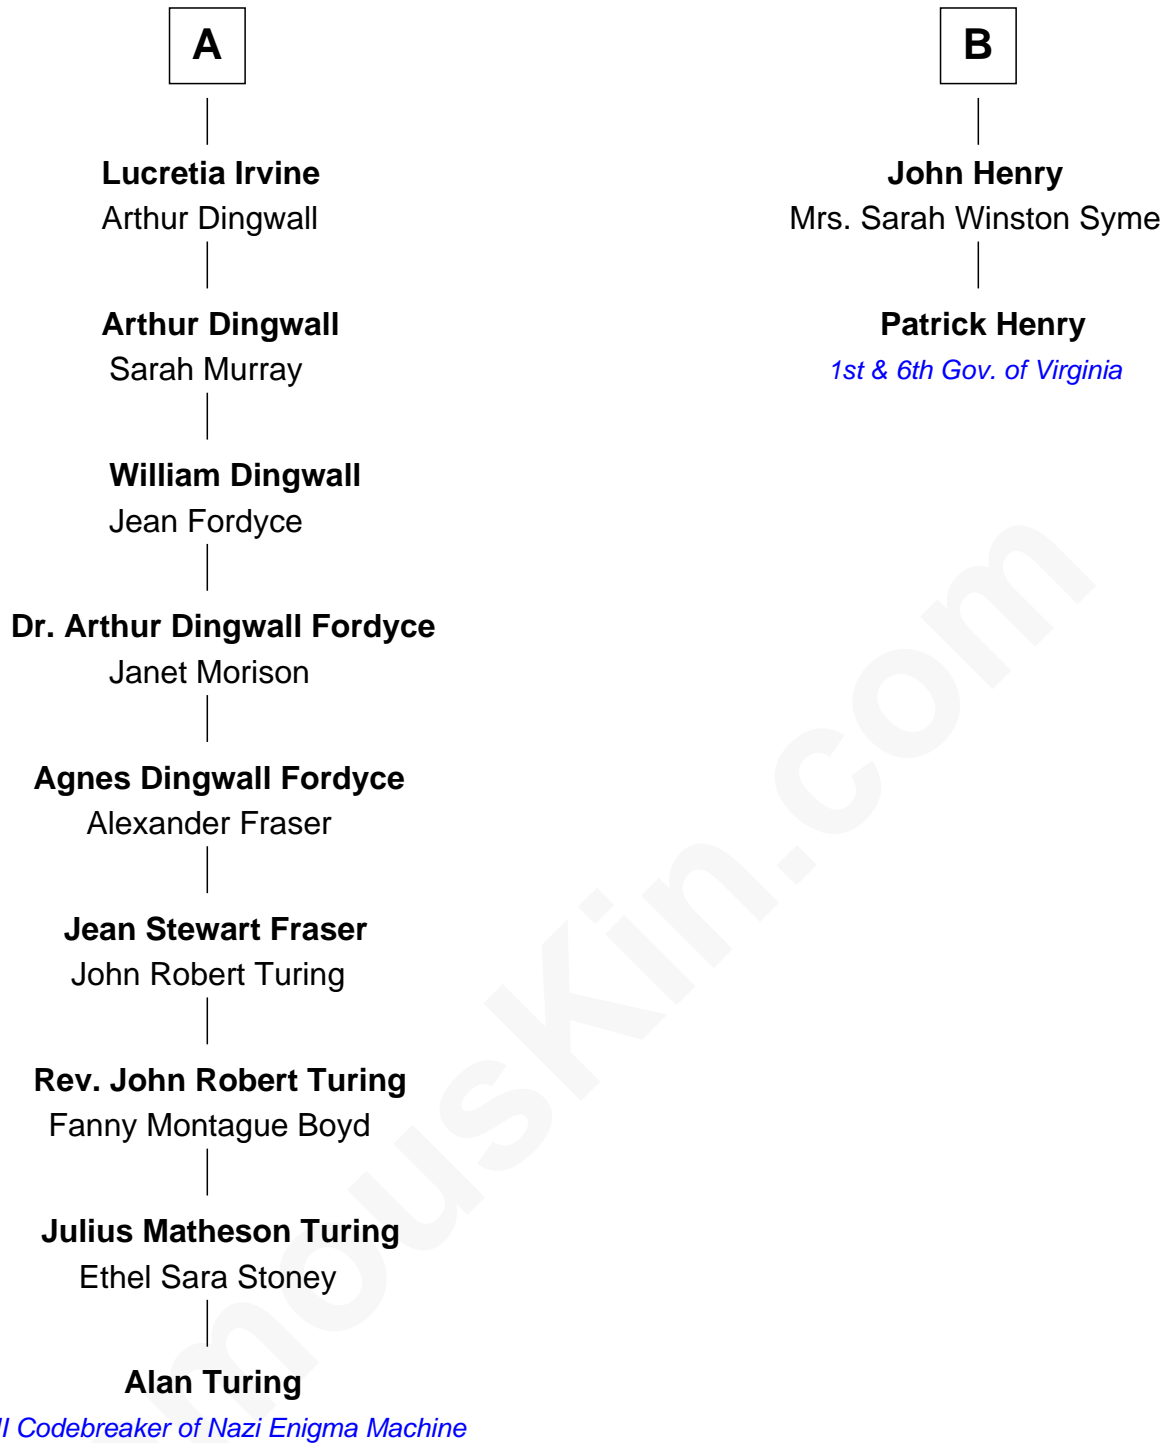 A
Lucretia Irvine
Arthur Dingwall
Arthur Dingwall
Sarah Murray
William Dingwall
Jean Fordyce
Dr. Arthur Dingwall Fordyce
Janet Morison
Agnes Dingwall Fordyce
Alexander Fraser
Jean Stewart Fraser
John Robert Turing
Rev. John Robert Turing
Fanny Montague Boyd
Julius Matheson Turing
Ethel Sara Stoney
Alan Turing
Codebreaker of Nazi Enigma Machine
B
John Henry
Mrs. Sarah Winston Syme
Patrick Henry
1st & 6th Gov. of Virginia
mousKin.com